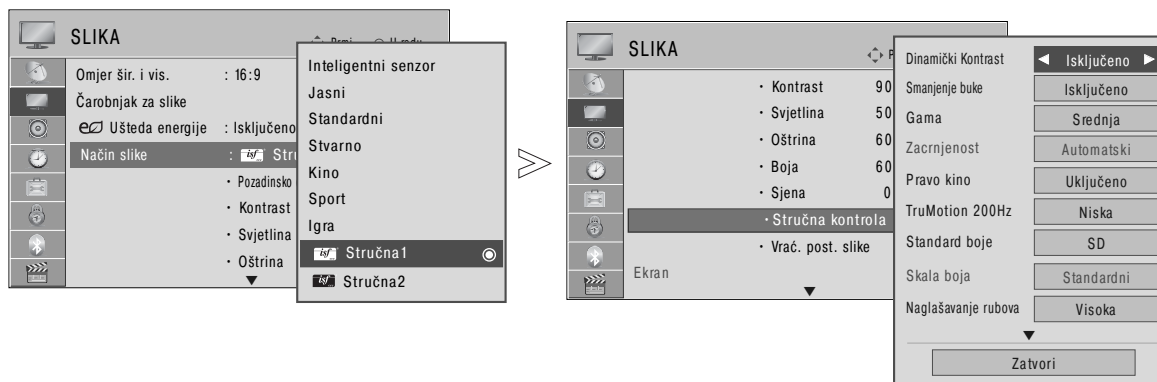 SLIKA
Omjer šir. i vis. : 16:9
Čarobnjak za slike
Ušteda energije : Isključeno
Način slike :
• Kontrast
• Svjetlina
• Oštrina
▼
Inteligentni senzor
Jasni
Standardni
Stvarno
Kino
Sport
Igra
Stručna1
Stručna2
SLIKA
• Kontrast 90
• Svjetlina 50
• Oštrina 60
• Boja 60
• Sjena 0
• Stručna kontrola
• Vrać. post. slike
Ekran
▼
Dinamički Kontrast ◄ Isključeno ►
Smanjenje buke Isključeno
Gama Srednja
Zacrnjenost Automatski
Pravo kino Uključeno
TruMotion 200Hz Niska
Standard boje SD
Skala boja Standardni
Naglašavanje rubova Visoka
▼
Zatvori